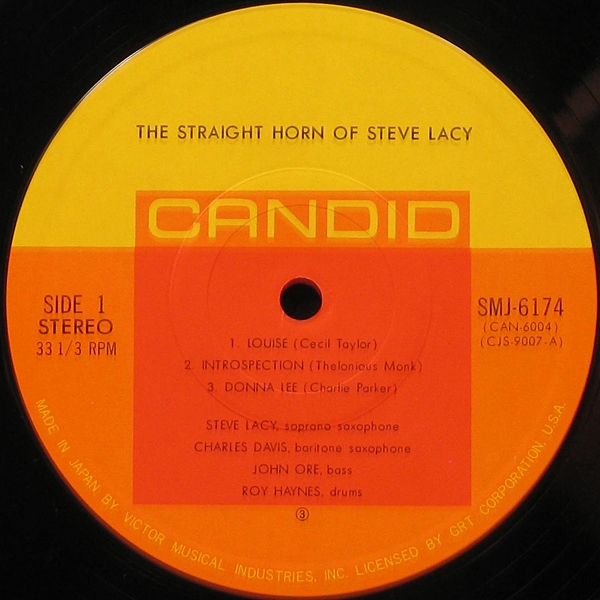 THE STRAIGHT HORN OF STEVE LACY
CANDID
SIDE 1
STEREO
33 1/3 RPM
SMJ-6174
(CAN-6004)
(CJS-9007-A)
1. LOUISE (Cecil Taylor)
2. INTROSPECTION (Thelonious Monk)
3. DONNA LEE (Charlie Parker)
STEVE LACY, soprano saxophone
CHARLES DAVIS, baritone saxophone
JOHN ORE, bass
ROY HAYNES, drums
③
MADE IN JAPAN BY VICTOR MUSICAL INDUSTRIES, INC. LICENSED BY GRT CORPORATION, U.S.A.